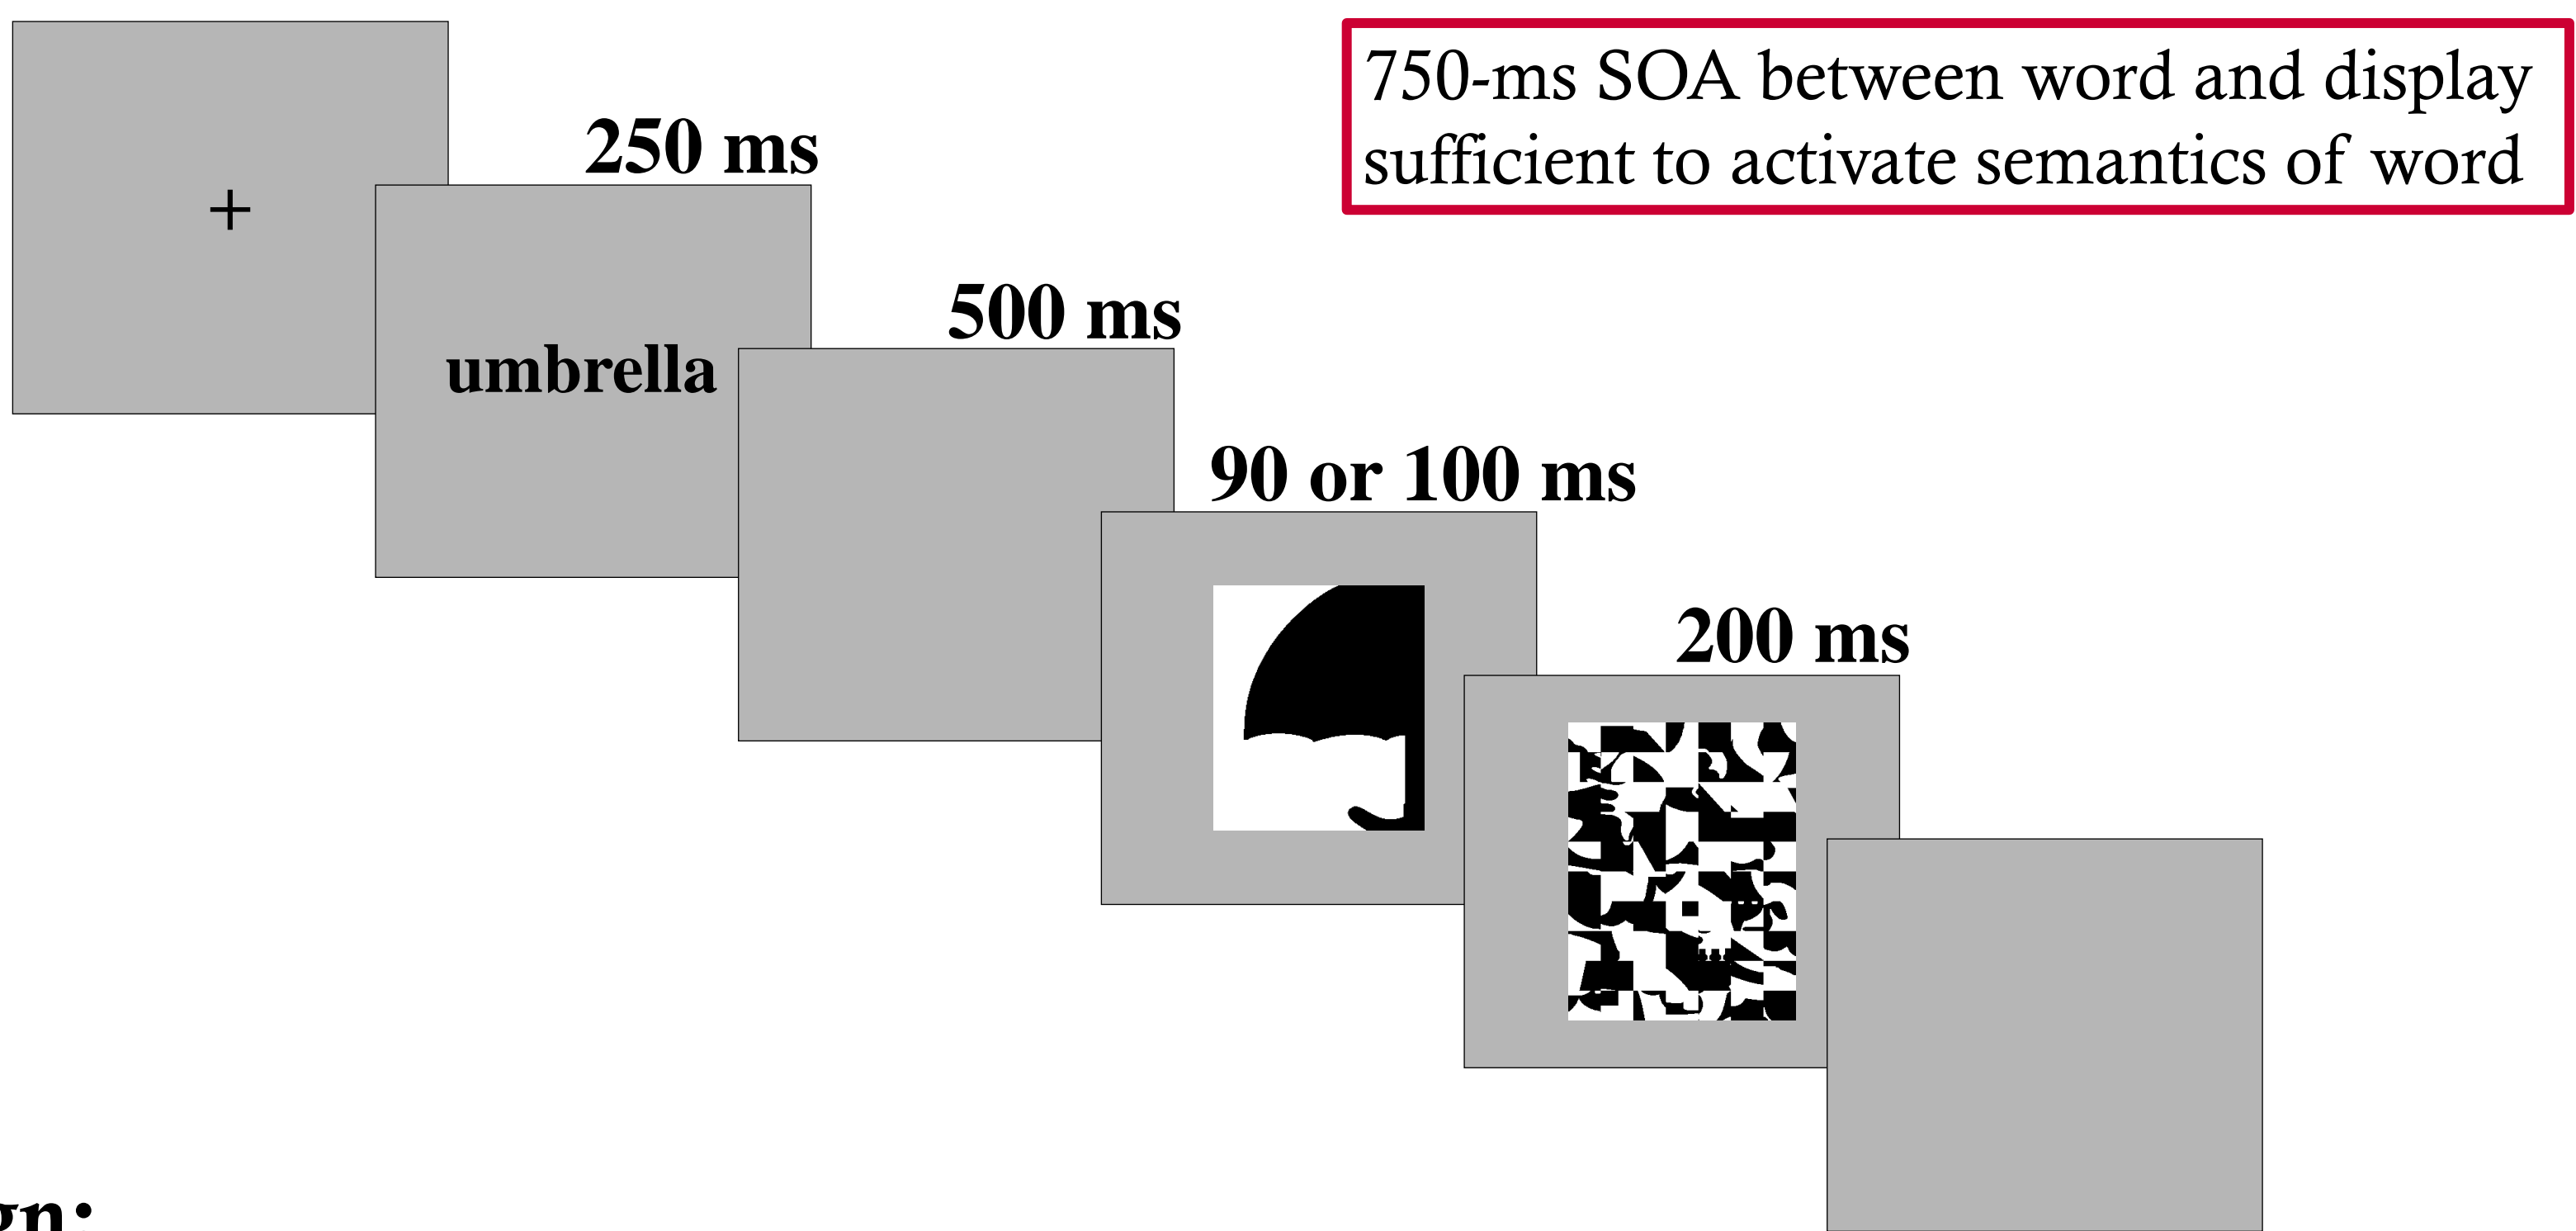 750-ms SOA between word and display
sufficient to activate semantics of word
+
250 ms
umbrella
500 ms
90 or 100 ms
200 ms
gn: